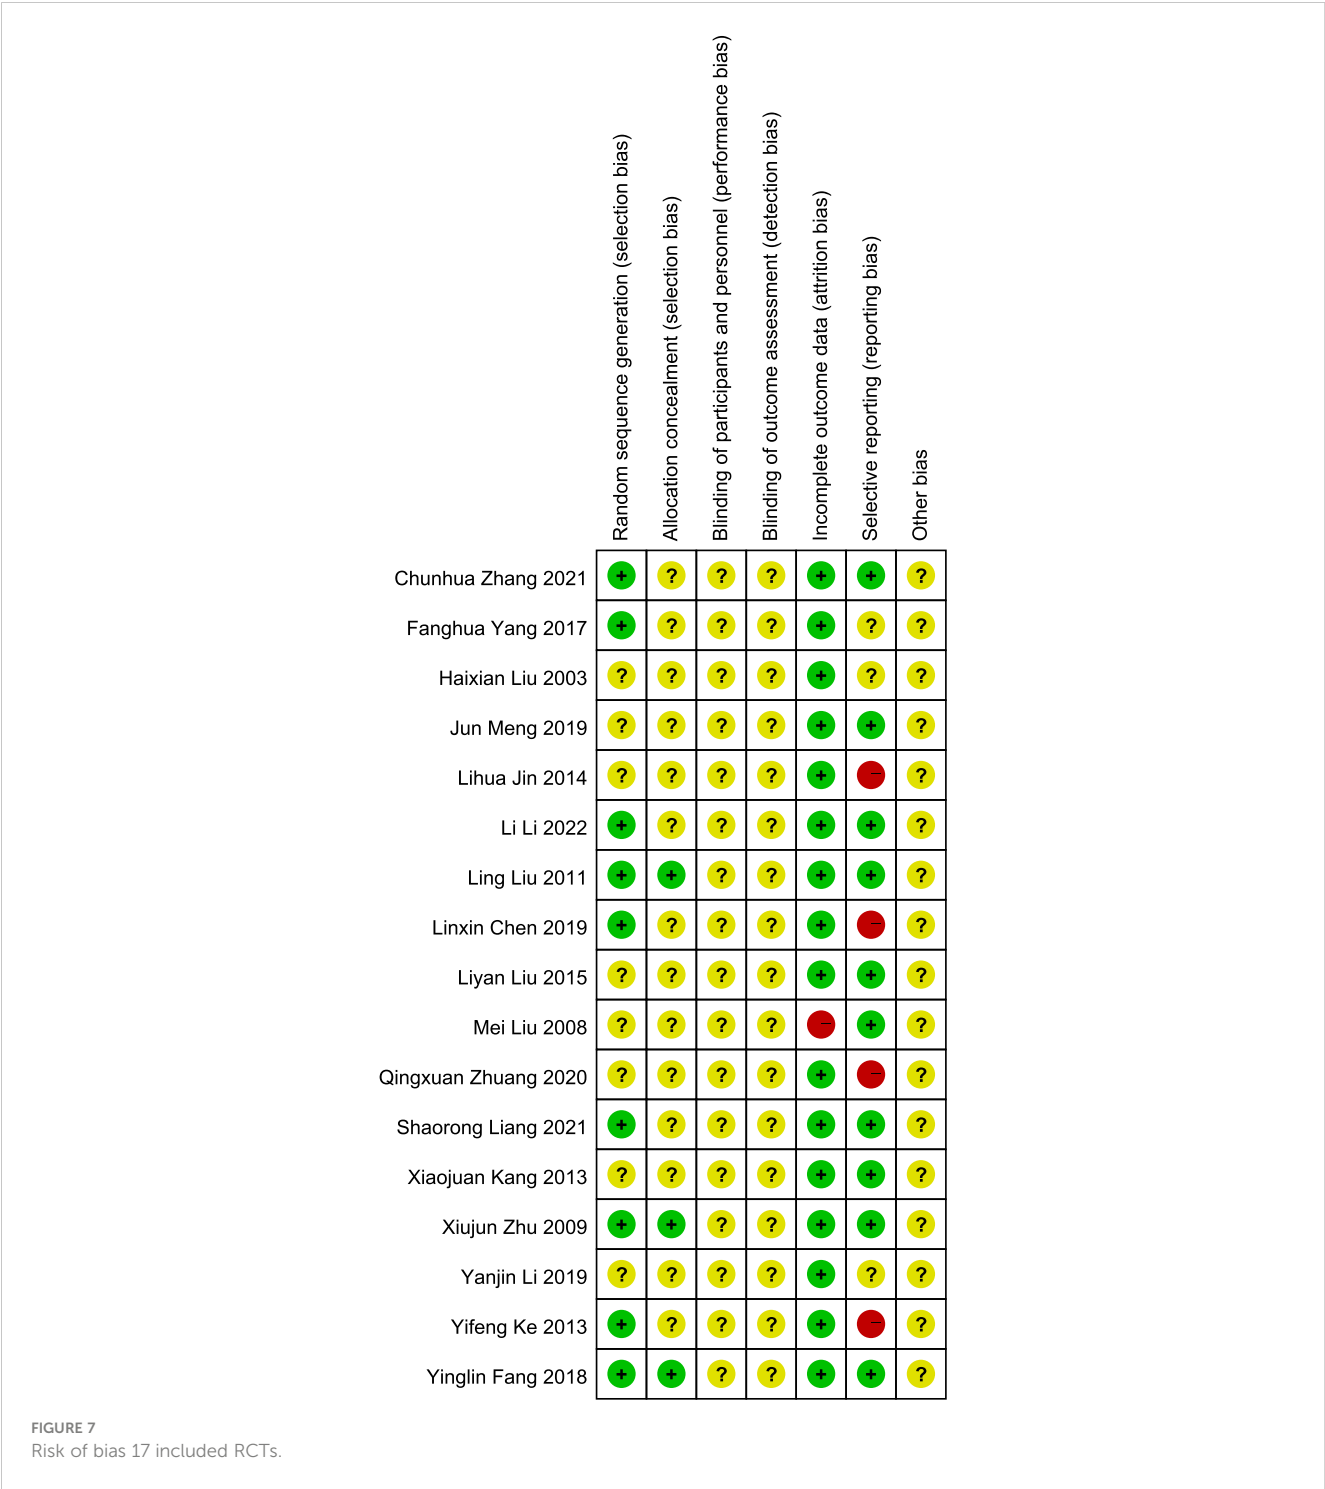 Random sequence generation (selection bias)
Allocation concealment (selection bias)
Blinding of participants and personnel (performance bias)
Blinding of outcome assessment (detection bias)
Incomplete outcome data (attrition bias)
Selective reporting (reporting bias)
Other bias
Chunhua Zhang 2021 + ? ? ? + + ?
Fanghua Yang 2017 + ? ? ? + ? ?
Haixian Liu 2003 ? ? ? ? + ? ?
Jun Meng 2019 ? ? ? ? + + ?
Lihua Jin 2014 ? ? ? ? + - ?
Li Li 2022 + ? ? ? + + ?
Ling Liu 2011 + + ? ? + + ?
Linxin Chen 2019 + ? ? ? + - ?
Liyan Liu 2015 ? ? ? ? + + ?
Mei Liu 2008 ? ? ? ? - + ?
Qingxuan Zhuang 2020 ? ? ? ? + - ?
Shaorong Liang 2021 + ? ? ? + + ?
Xiaojuan Kang 2013 ? ? ? ? + + ?
Xiujun Zhu 2009 + + ? ? + + ?
Yanjin Li 2019 ? ? ? ? + ? ?
Yifeng Ke 2013 + ? ? ? + - ?
Yinglin Fang 2018 + + ? ? + + ?
FIGURE 7
Risk of bias 17 included RCTs.